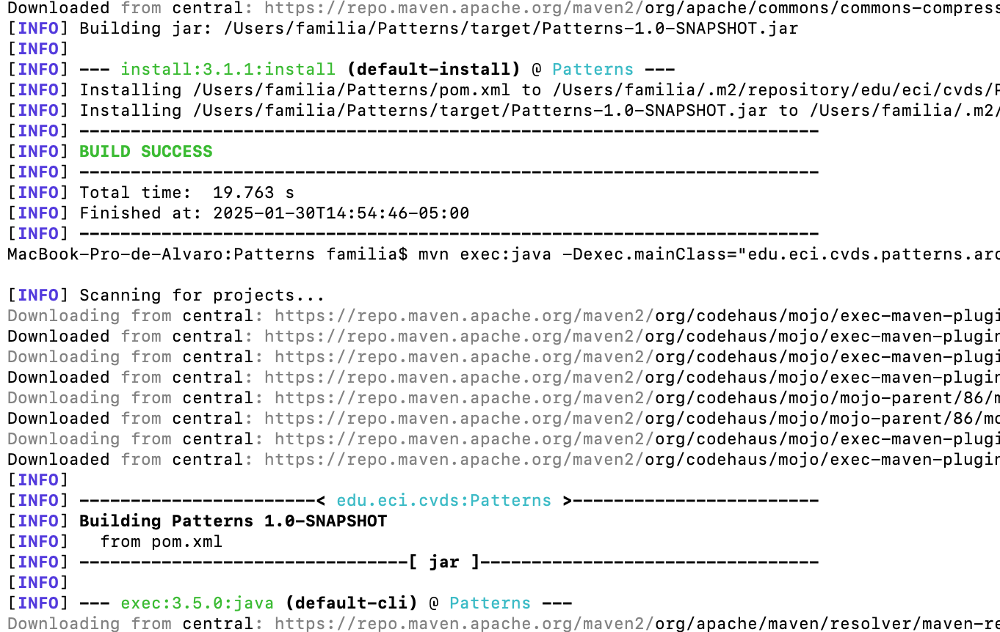 Downloaded from central: https://repo.maven.apache.org/maven2/org/apache/commons/commons-compress
[INFO] Building jar: /Users/familia/Patterns/target/Patterns-1.0-SNAPSHOT.jar
[INFO]
[INFO] --- install:3.1.1:install (default-install) @ Patterns ---
[INFO] Installing /Users/familia/Patterns/pom.xml to /Users/familia/.m2/repository/edu/eci/cvds/P
[INFO] Installing /Users/familia/Patterns/target/Patterns-1.0-SNAPSHOT.jar to /Users/familia/.m2/
[INFO] ------------------------------------------------------------------------
[INFO] BUILD SUCCESS
[INFO] ------------------------------------------------------------------------
[INFO] Total time:  19.763 s
[INFO] Finished at: 2025-01-30T14:54:46-05:00
[INFO] ------------------------------------------------------------------------
MacBook-Pro-de-Alvaro:Patterns familia$ mvn exec:java -Dexec.mainClass="edu.eci.cvds.patterns.arc
[INFO] Scanning for projects...
Downloading from central: https://repo.maven.apache.org/maven2/org/codehaus/mojo/exec-maven-plugi
Downloaded from central: https://repo.maven.apache.org/maven2/org/codehaus/mojo/exec-maven-plugin
Downloading from central: https://repo.maven.apache.org/maven2/org/codehaus/mojo/exec-maven-plugi
Downloaded from central: https://repo.maven.apache.org/maven2/org/codehaus/mojo/exec-maven-plugin
Downloading from central: https://repo.maven.apache.org/maven2/org/codehaus/mojo/mojo-parent/86/m
Downloaded from central: https://repo.maven.apache.org/maven2/org/codehaus/mojo/mojo-parent/86/mo
Downloading from central: https://repo.maven.apache.org/maven2/org/codehaus/mojo/exec-maven-plugi
Downloaded from central: https://repo.maven.apache.org/maven2/org/codehaus/mojo/exec-maven-plugin
[INFO]
[INFO] -----------------------< edu.eci.cvds:Patterns >------------------------
[INFO] Building Patterns 1.0-SNAPSHOT
[INFO]   from pom.xml
[INFO] --------------------------------[ jar ]---------------------------------
[INFO]
[INFO] --- exec:3.5.0:java (default-cli) @ Patterns ---
Downloading from central: https://repo.maven.apache.org/maven2/org/apache/maven/resolver/maven-re